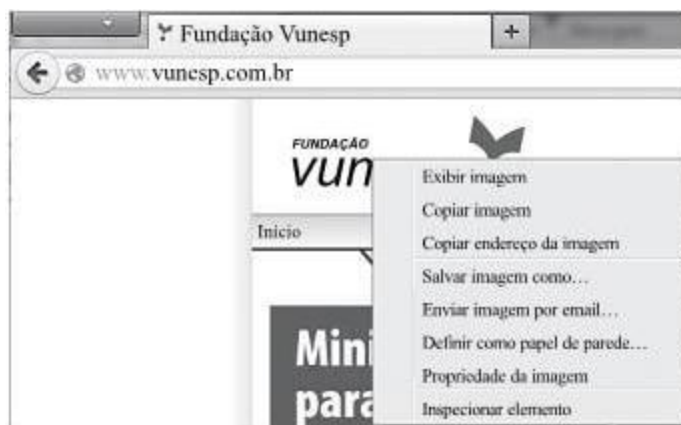 Fundação Vunesp
+
www.vunesp.com.br
FUNDAÇÃO
vun
Exibir imagem
Copiar imagem
Copiar endereço da imagem
Início
Salvar imagem como...
Enviar imagem por email...
Definir como papel de parede...
Mini
Propriedade da imagem
para
Inspecionar elemento